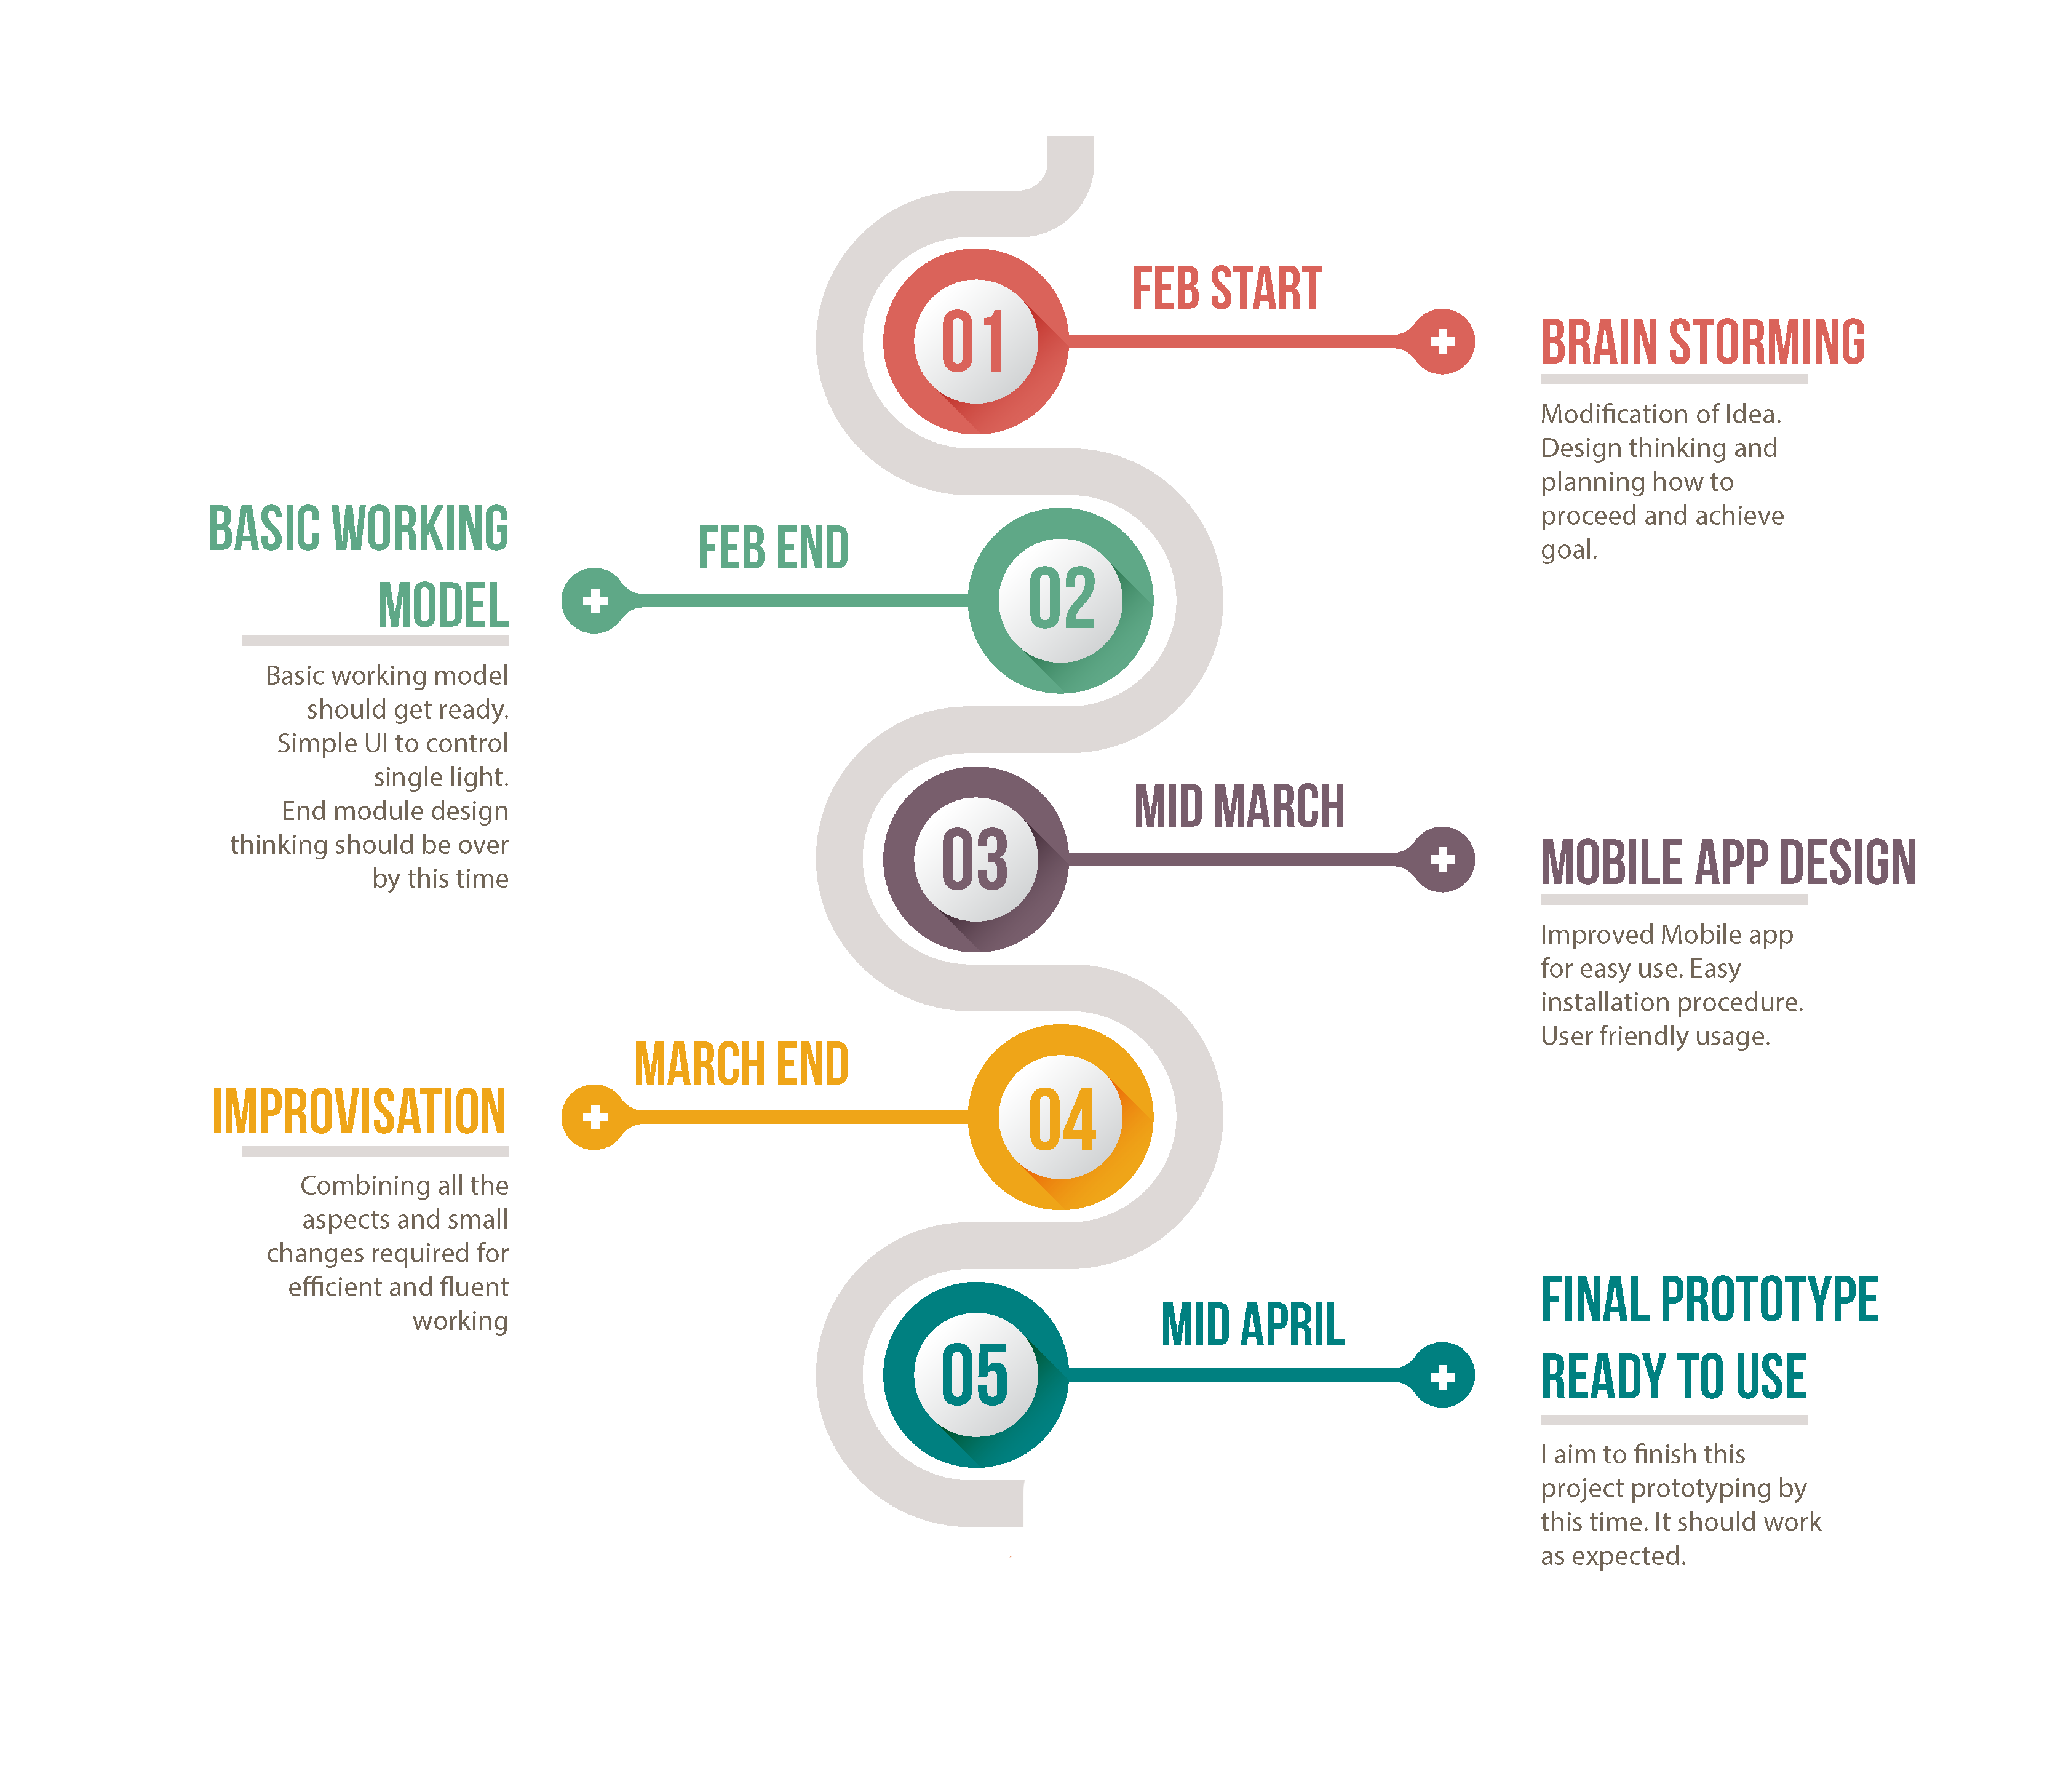 01
FEB START
BRAIN STORMING
Modification of Idea.
Design thinking and
planning how to
proceed and achieve
goal.
02
FEB END
BASIC WORKING
MODEL
Basic working model
should get ready.
Simple UI to control
single light.
End module design
thinking should be over
by this time
03
MID MARCH
MOBILE APP DESIGN
Improved Mobile app
for easy use. Easy
installation procedure.
User friendly usage.
04
MARCH END
IMPROVISATION
Combining all the
aspects and small
changes required for
efficient and fluent
working
05
MID APRIL
FINAL PROTOTYPE
READY TO USE
I aim to finish this
project prototyping by
this time. It should work
as expected.